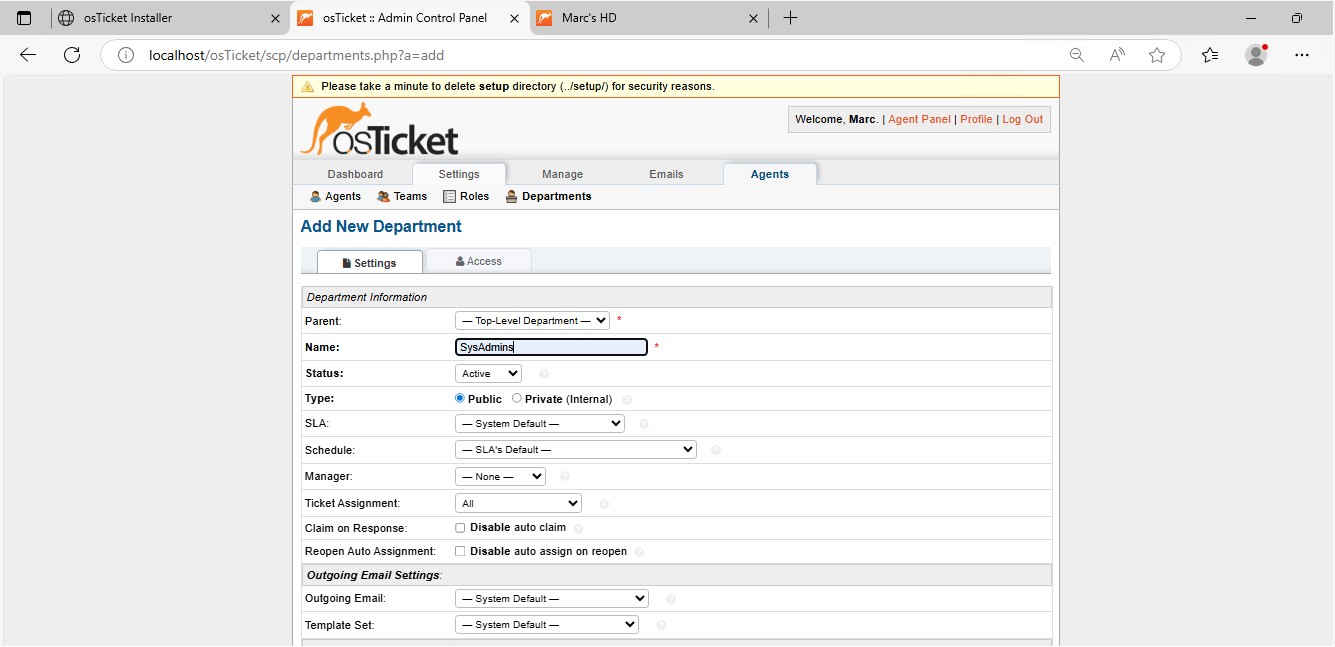 osTicket Installer
osTicket :: Admin Control Panel
Marc's HD
localhost/osTicket/scp/departments.php?a=add
Please take a minute to delete setup directory (../setup/) for security reasons.
osTicket
Welcome, Marc. | Agent Panel | Profile | Log Out
Dashboard Settings Manage Emails Agents
Agents Teams Roles Departments
Add New Department
Settings Access
Department Information
Parent: — Top-Level Department — *
Name: SysAdmins *
Status: Active
Type: Public Private (Internal)
SLA: — System Default —
Schedule: — SLA's Default —
Manager: — None —
Ticket Assignment: All
Claim on Response: Disable auto claim
Reopen Auto Assignment: Disable auto assign on reopen
Outgoing Email Settings:
Outgoing Email: — System Default —
Template Set: — System Default —